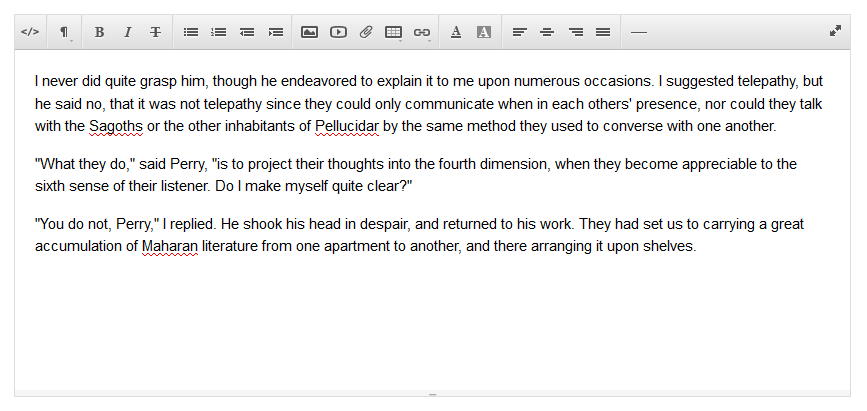 I never did quite grasp him, though he endeavored to explain it to me upon numerous occasions. I suggested telepathy, but
he said no, that it was not telepathy since they could only communicate when in each others' presence, nor could they talk
with the Sagoths or the other inhabitants of Pellucidar by the same method they used to converse with one another.
"What they do," said Perry, "is to project their thoughts into the fourth dimension, when they become appreciable to the
sixth sense of their listener. Do I make myself quite clear?"
"You do not, Perry," I replied. He shook his head in despair, and returned to his work. They had set us to carrying a great
accumulation of Maharan literature from one apartment to another, and there arranging it upon shelves.